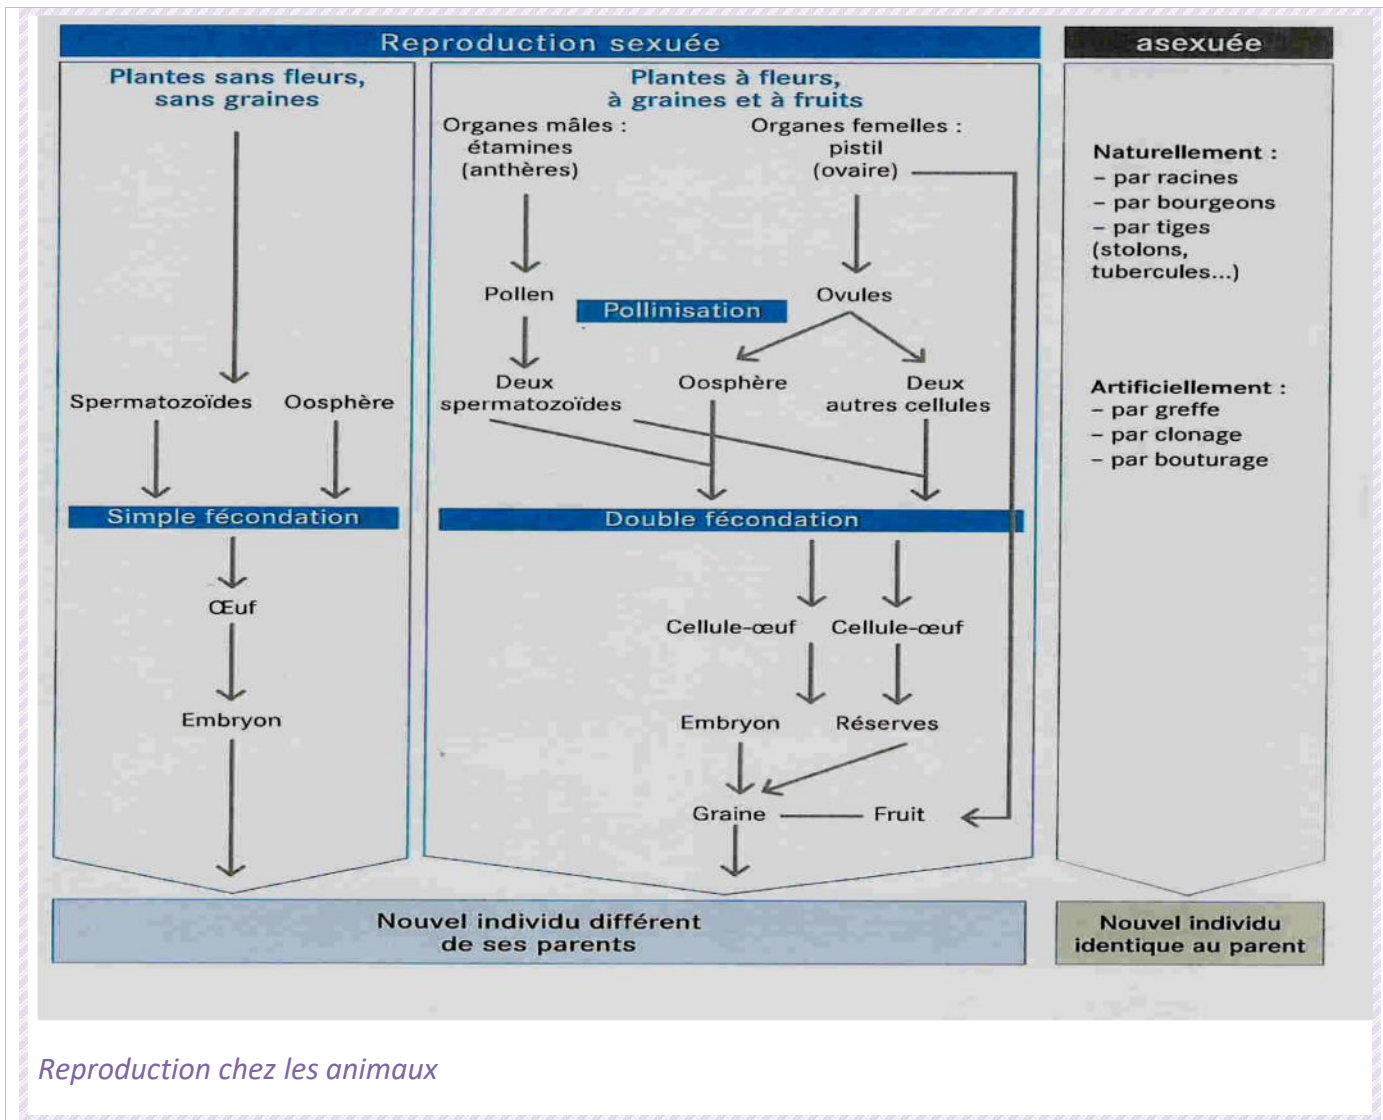 Reproduction sexuée
Plantes sans fleurs,
sans graines
Spermatozoïdes Oosphère
Simple fécondation
Œuf
Embryon
Plantes à fleurs,
à graines et à fruits
Organes mâles :
étamines
(anthères)
Organes femelles :
pistil
(ovaire)
Pollen
Pollinisation
Ovules
Deux
spermatozoïdes
Oosphère
Deux
autres cellules
Double fécondation
Cellule-œuf Cellule-œuf
Embryon Réserves
Graine Fruit
Nouvel individu différent
de ses parents
asexuée
Naturellement :
– par racines
– par bourgeons
– par tiges
(stolons,
tubercules...)
Artificiellement :
– par greffe
– par clonage
– par bouturage
Nouvel individu
identique au parent
Reproduction chez les animaux